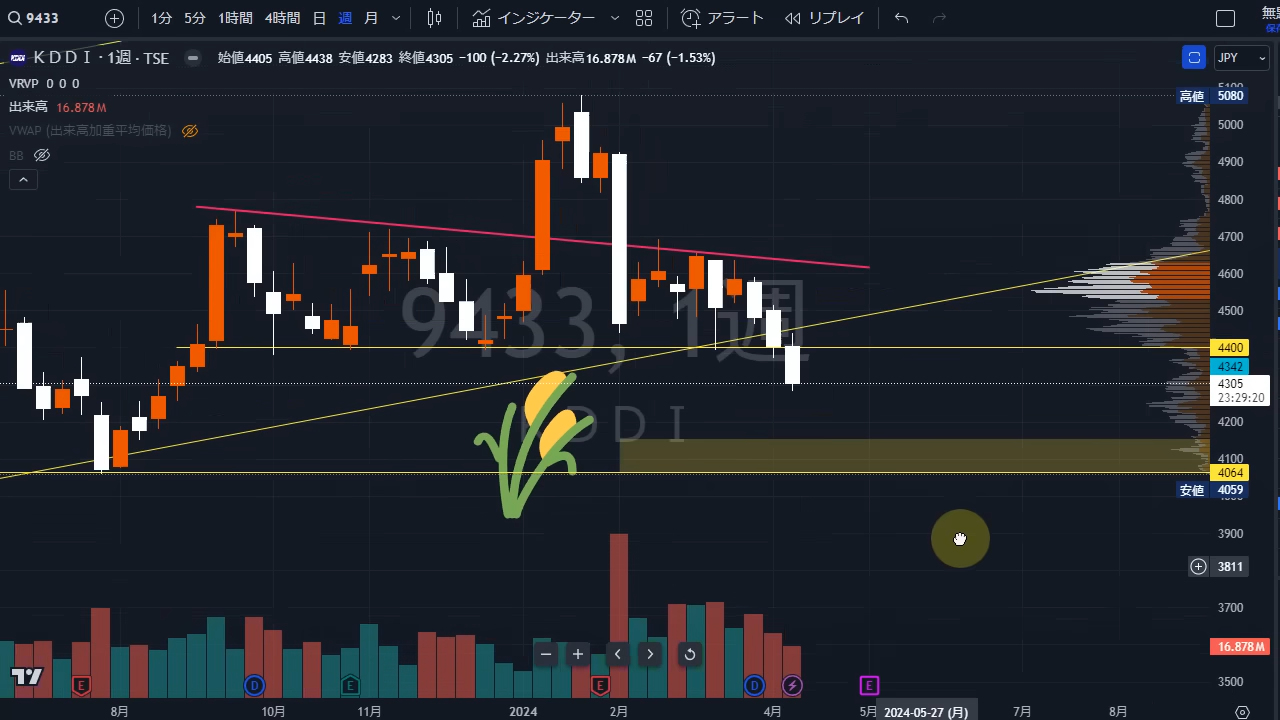 9433 1分 5分 1時間 4時間 日 週 月 インジケーター アラート リプレイ
ＫＤＤＩ · 1週 · TSE 始値4405 高値4438 安値4283 終値4305 −100 (−2.27%) 出来高16.878M −67 (−1.53%) JPY
VRVP 0 0 0
出来高 16.878M
VWAP (出来高加重平均価格)
BB
高値 5080
5000
4900
4800
4700
4600
4500
4400
4342
4305
23:29:20
4200
4100
4064
安値 4059
3900
3811
3700
16.878M
3500
9433, 1週
DDI
E D E E D E
8月 10月 11月 2024 2月 4月 5月 2024-05-27 (月) 7月 8月